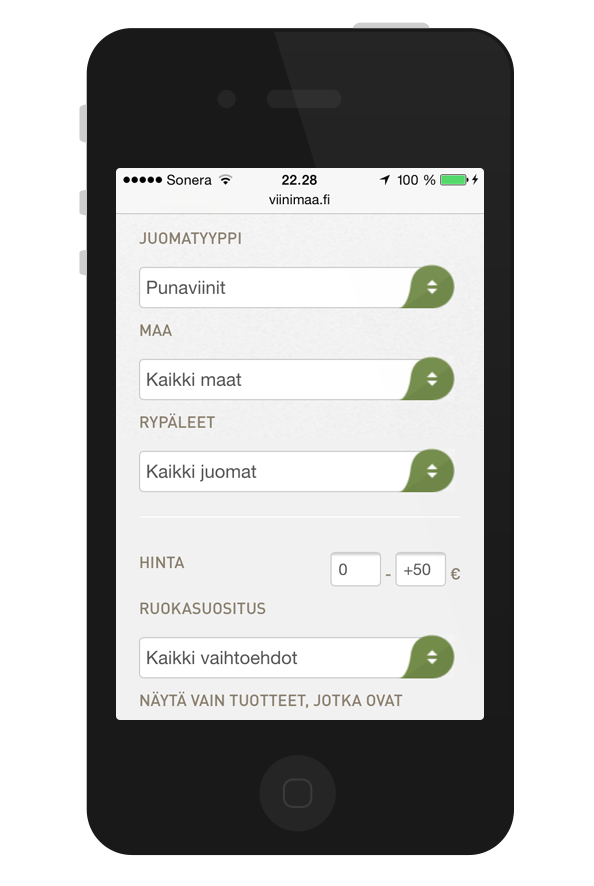 Sonera 22.28 100 %
viinimaa.fi
JUOMATYYPPI
Punaviinit
MAA
Kaikki maat
RYPÄLEET
Kaikki juomat
HINTA 0 - +50 €
RUOKASUOSITUS
Kaikki vaihtoehdot
NÄYTÄ VAIN TUOTTEET, JOTKA OVAT